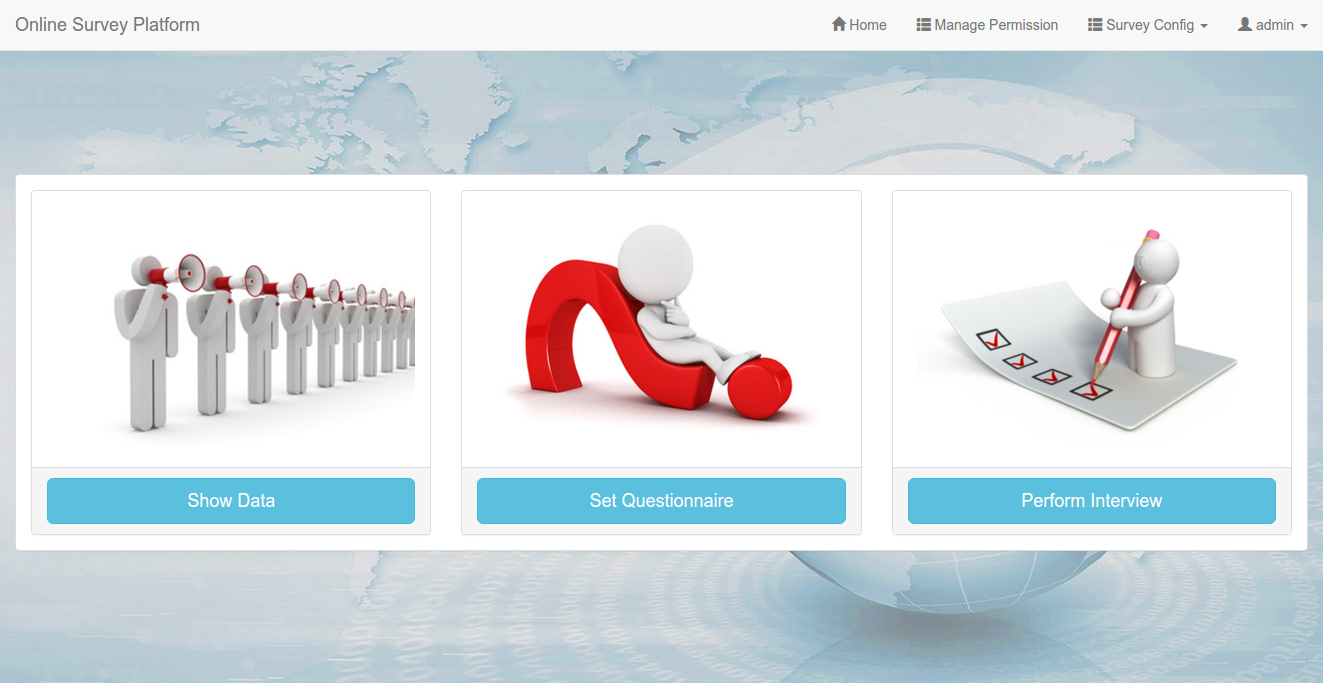 Online Survey Platform
Home
Manage Permission
Survey Config
admin
Show Data
Set Questionnaire
Perform Interview